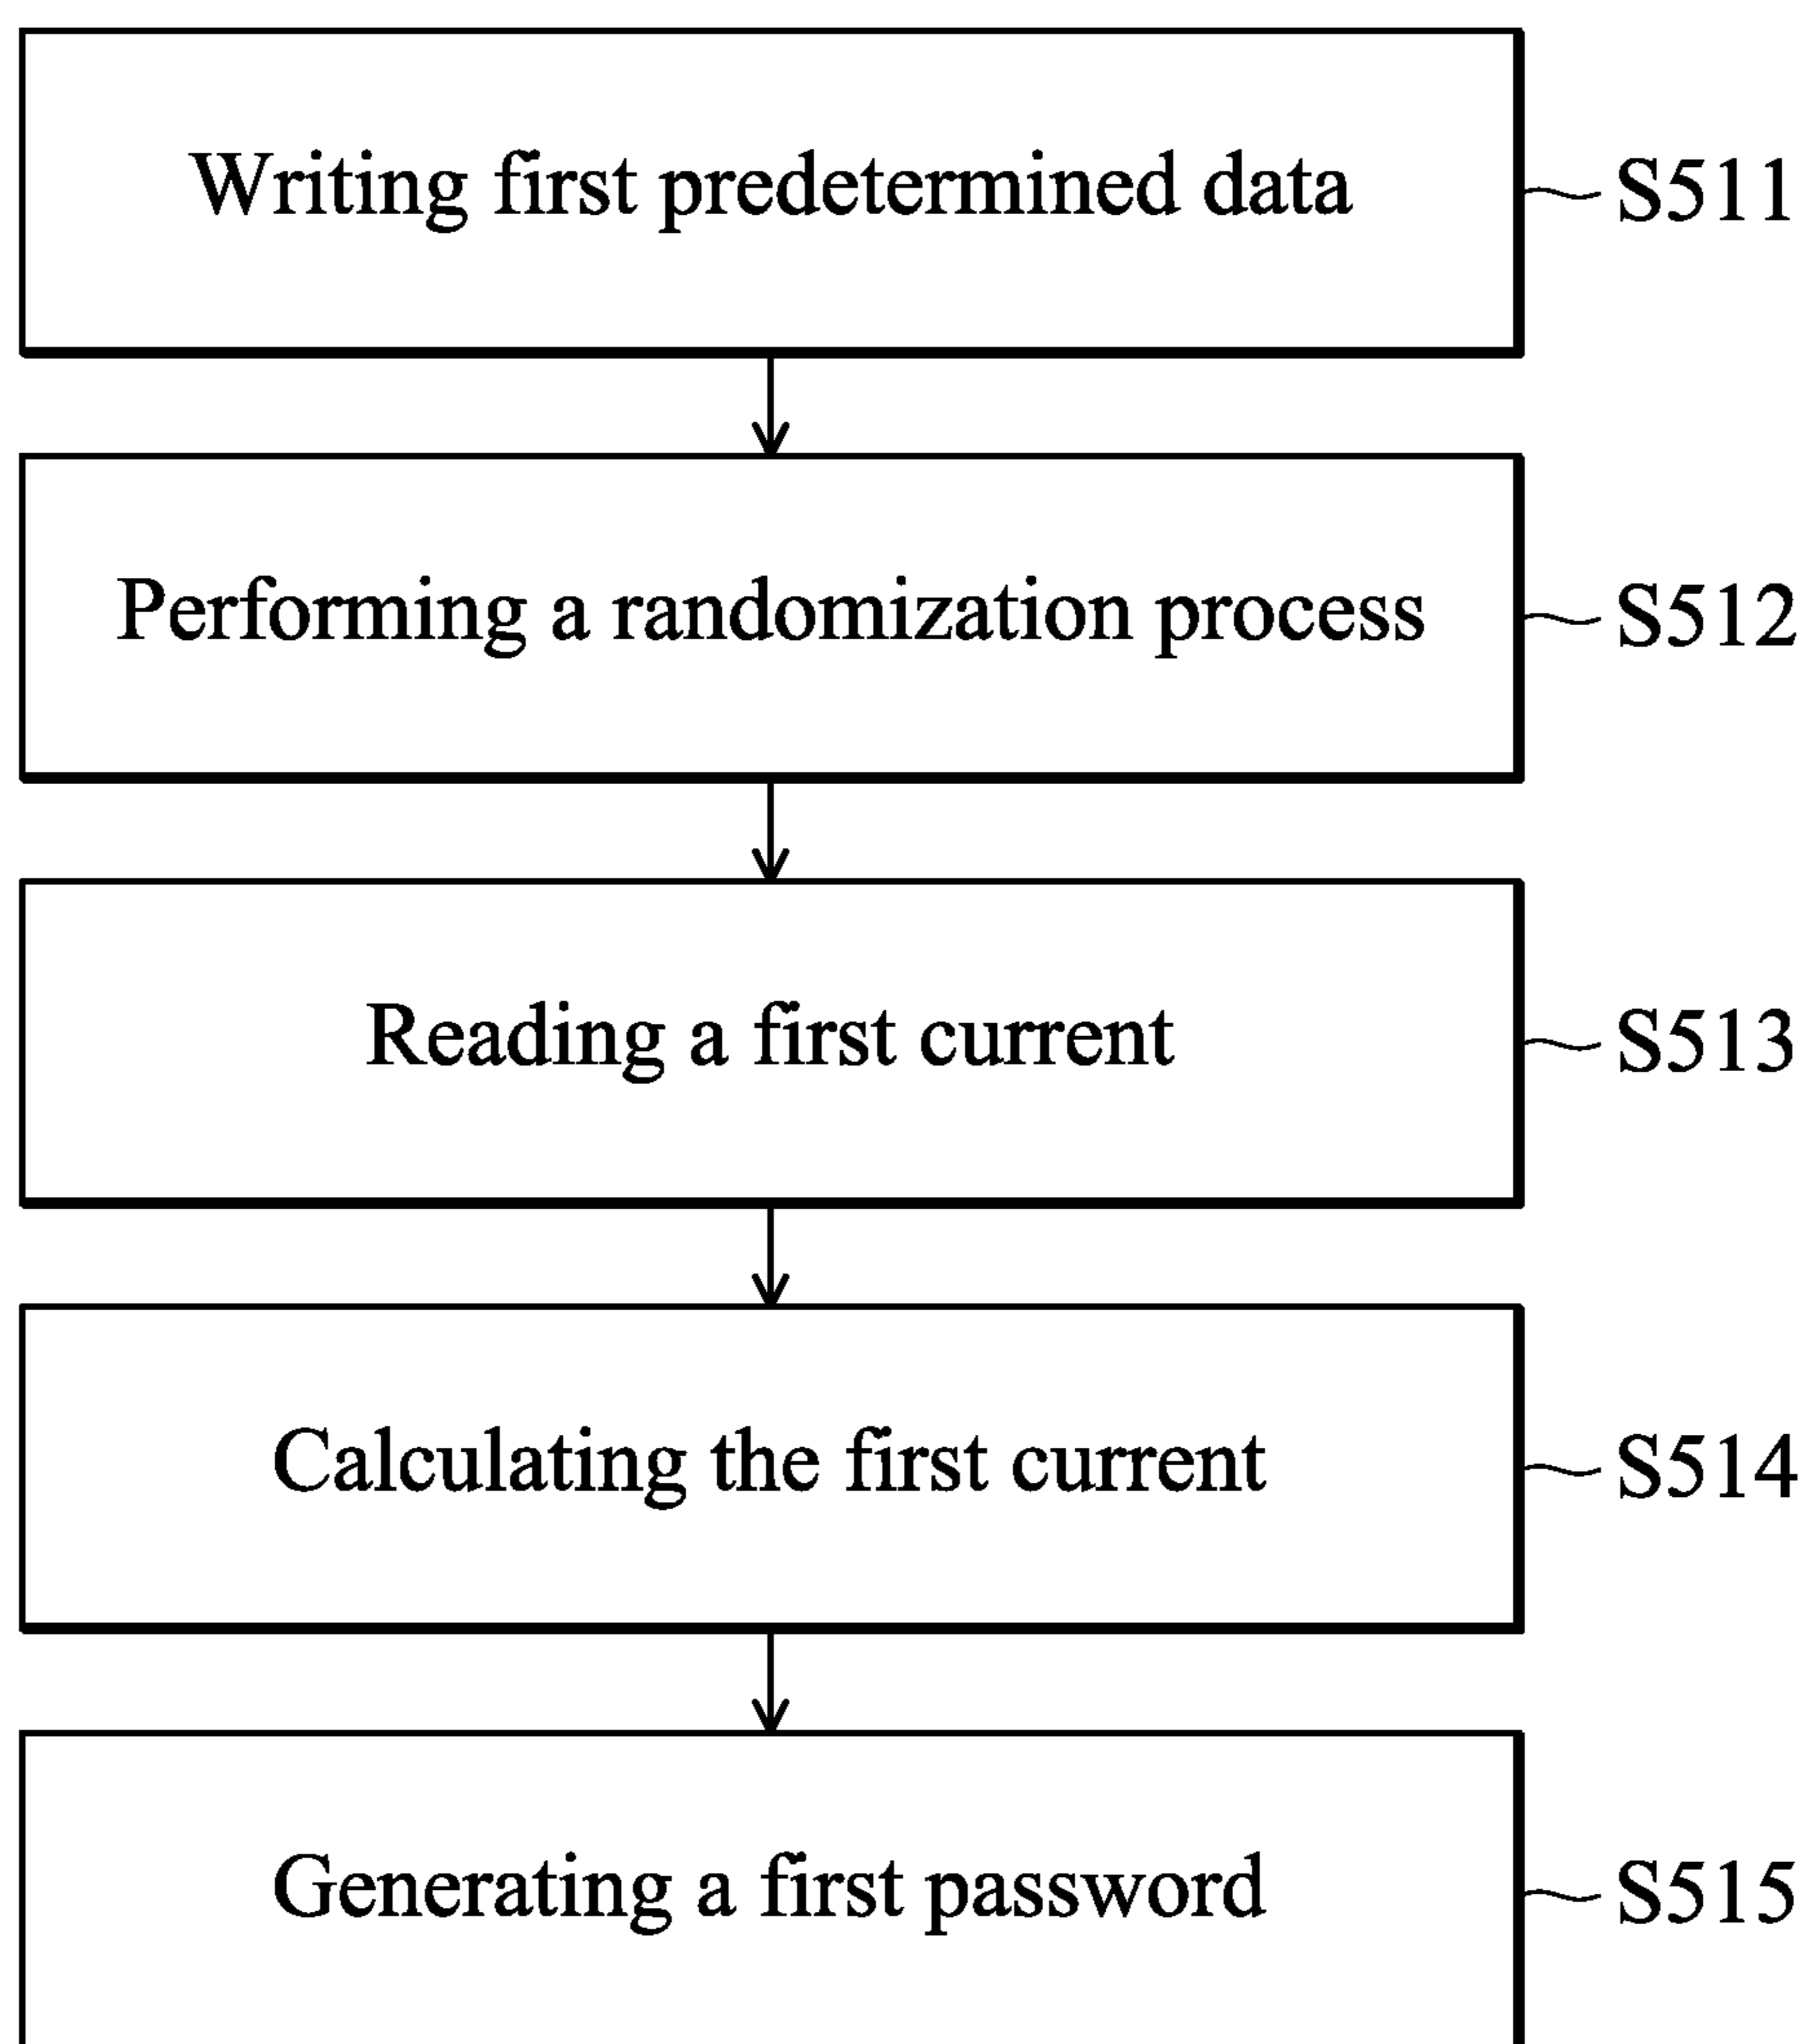 Writing first predetermined data S511
Performing a randomization process S512
Reading a first current S513
Calculating the first current S514
Generating a first password S515